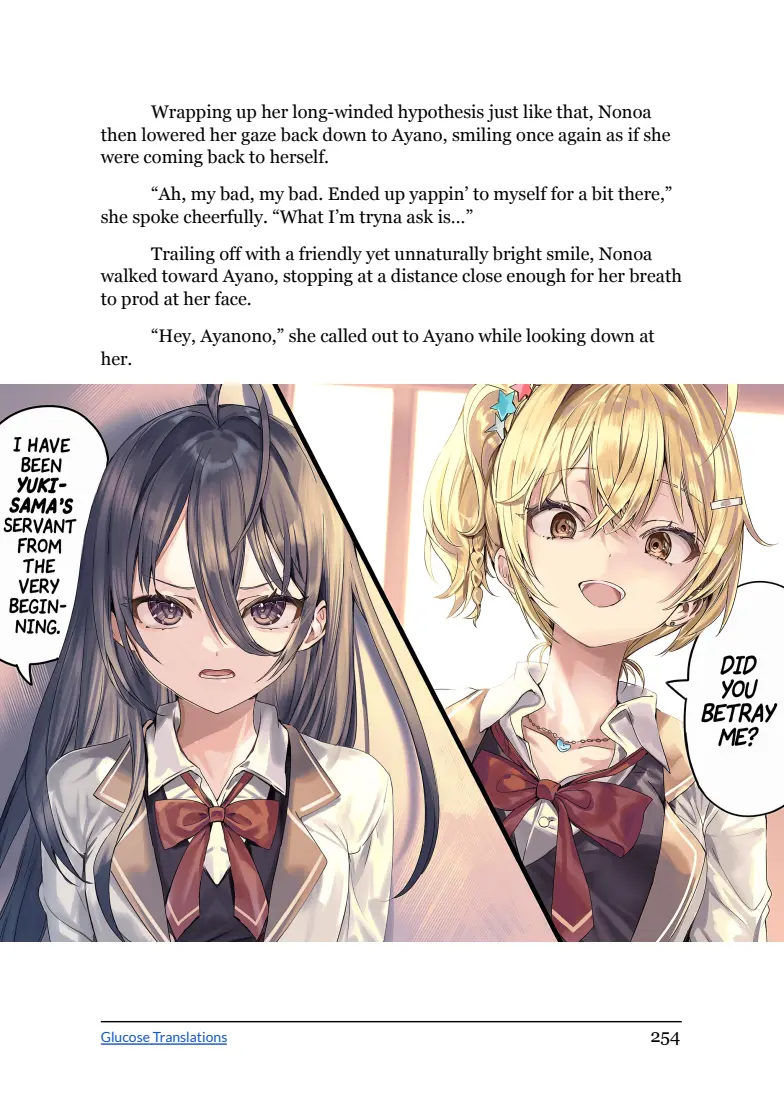 Wrapping up her long-winded hypothesis just like that, Nonoa
then lowered her gaze back down to Ayano, smiling once again as if she
were coming back to herself.
“Ah, my bad, my bad. Ended up yappin’ to myself for a bit there,”
she spoke cheerfully. “What I’m tryna ask is…”
Trailing off with a friendly yet unnaturally bright smile, Nonoa
walked toward Ayano, stopping at a distance close enough for her breath
to prod at her face.
“Hey, Ayanono,” she called out to Ayano while looking down at
her.
DID
YOU
BETRAY
ME?
I HAVE
BEEN
YUKI-
SAMA’S
SERVANT
FROM
THE
VERY
BEGIN-
NING.
Glucose Translations
254